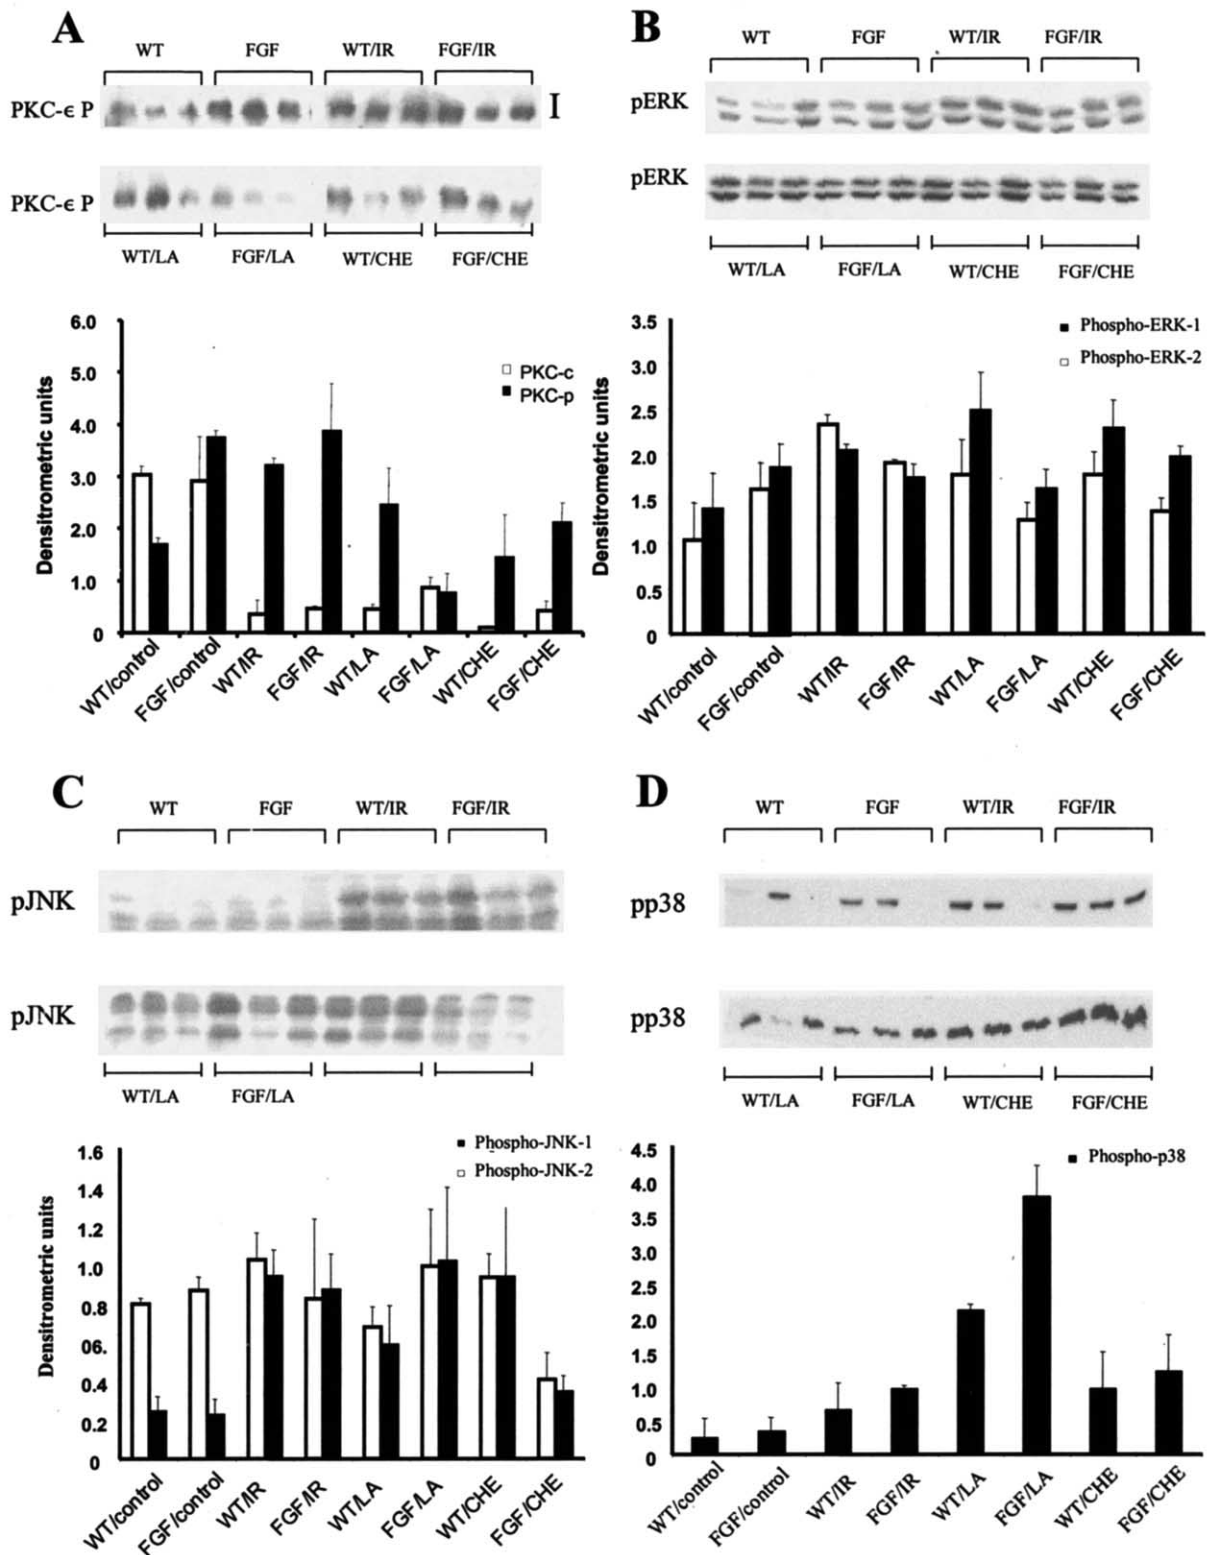 A
WT FGF WT/IR FGF/IR
PKC-ϵ P I
PKC-ϵ P
WT/LA FGF/LA WT/CHE FGF/CHE
6.0
5.0
4.0
3.0
2.0
1.0
0
Densitrometric units
PKC-c
PKC-p
WT/control FGF/control WT/IR FGF/IR WT/LA FGF/LA WT/CHE FGF/CHE
B
WT FGF WT/IR FGF/IR
pERK
pERK
WT/LA FGF/LA WT/CHE FGF/CHE
3.5
3.0
2.5
2.0
1.5
1.0
0.5
0
Densitrometric units
Phospho-ERK-1
Phospho-ERK-2
WT/control FGF/control WT/IR FGF/IR WT/LA FGF/LA WT/CHE FGF/CHE
C
WT FGF WT/IR FGF/IR
pJNK
pJNK
WT/LA FGF/LA
1.6
1.4
1.2
1.0
0.8
06.
0.4
0.2
0
Densitrometric units
Phospho-JNK-1
Phospho-JNK-2
WT/control FGF/control WT/IR FGF/IR WT/LA FGF/LA WT/CHE FGF/CHE
D
WT FGF WT/IR FGF/IR
pp38
pp38
WT/LA FGF/LA WT/CHE FGF/CHE
4.5
4.0
3.5
3.0
2.5
2.0
1.5
1.0
0.5
0
Phospho-p38
WT/control FGF/control WT/IR FGF/IR WT/LA FGF/LA WT/CHE FGF/CHE